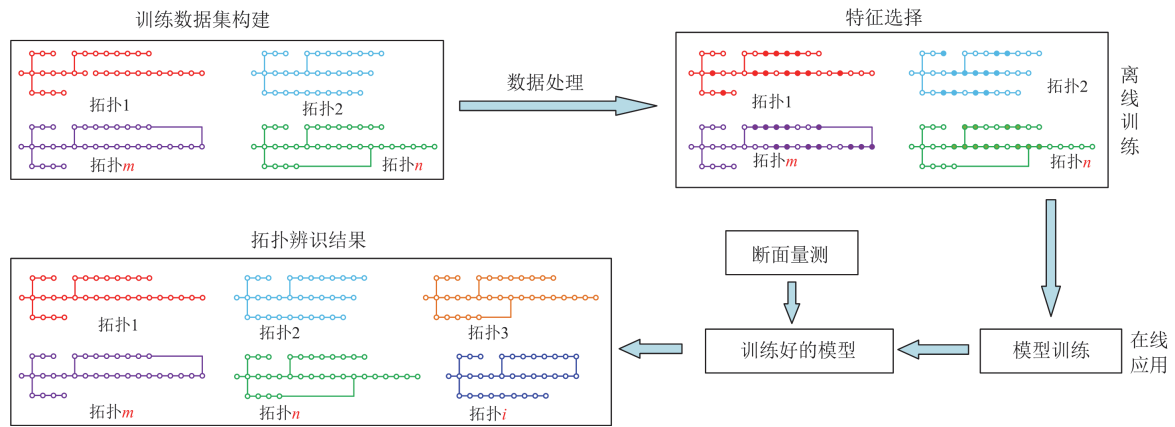 训练数据集构建
拓扑1
拓扑2
拓扑m
拓扑n
数据处理
特征选择
拓扑1
拓扑2
拓扑m
拓扑n
离线训练
断面量测
训练好的模型
模型训练
在线
应用
拓扑辨识结果
拓扑1
拓扑2
拓扑3
拓扑m
拓扑n
拓扑i